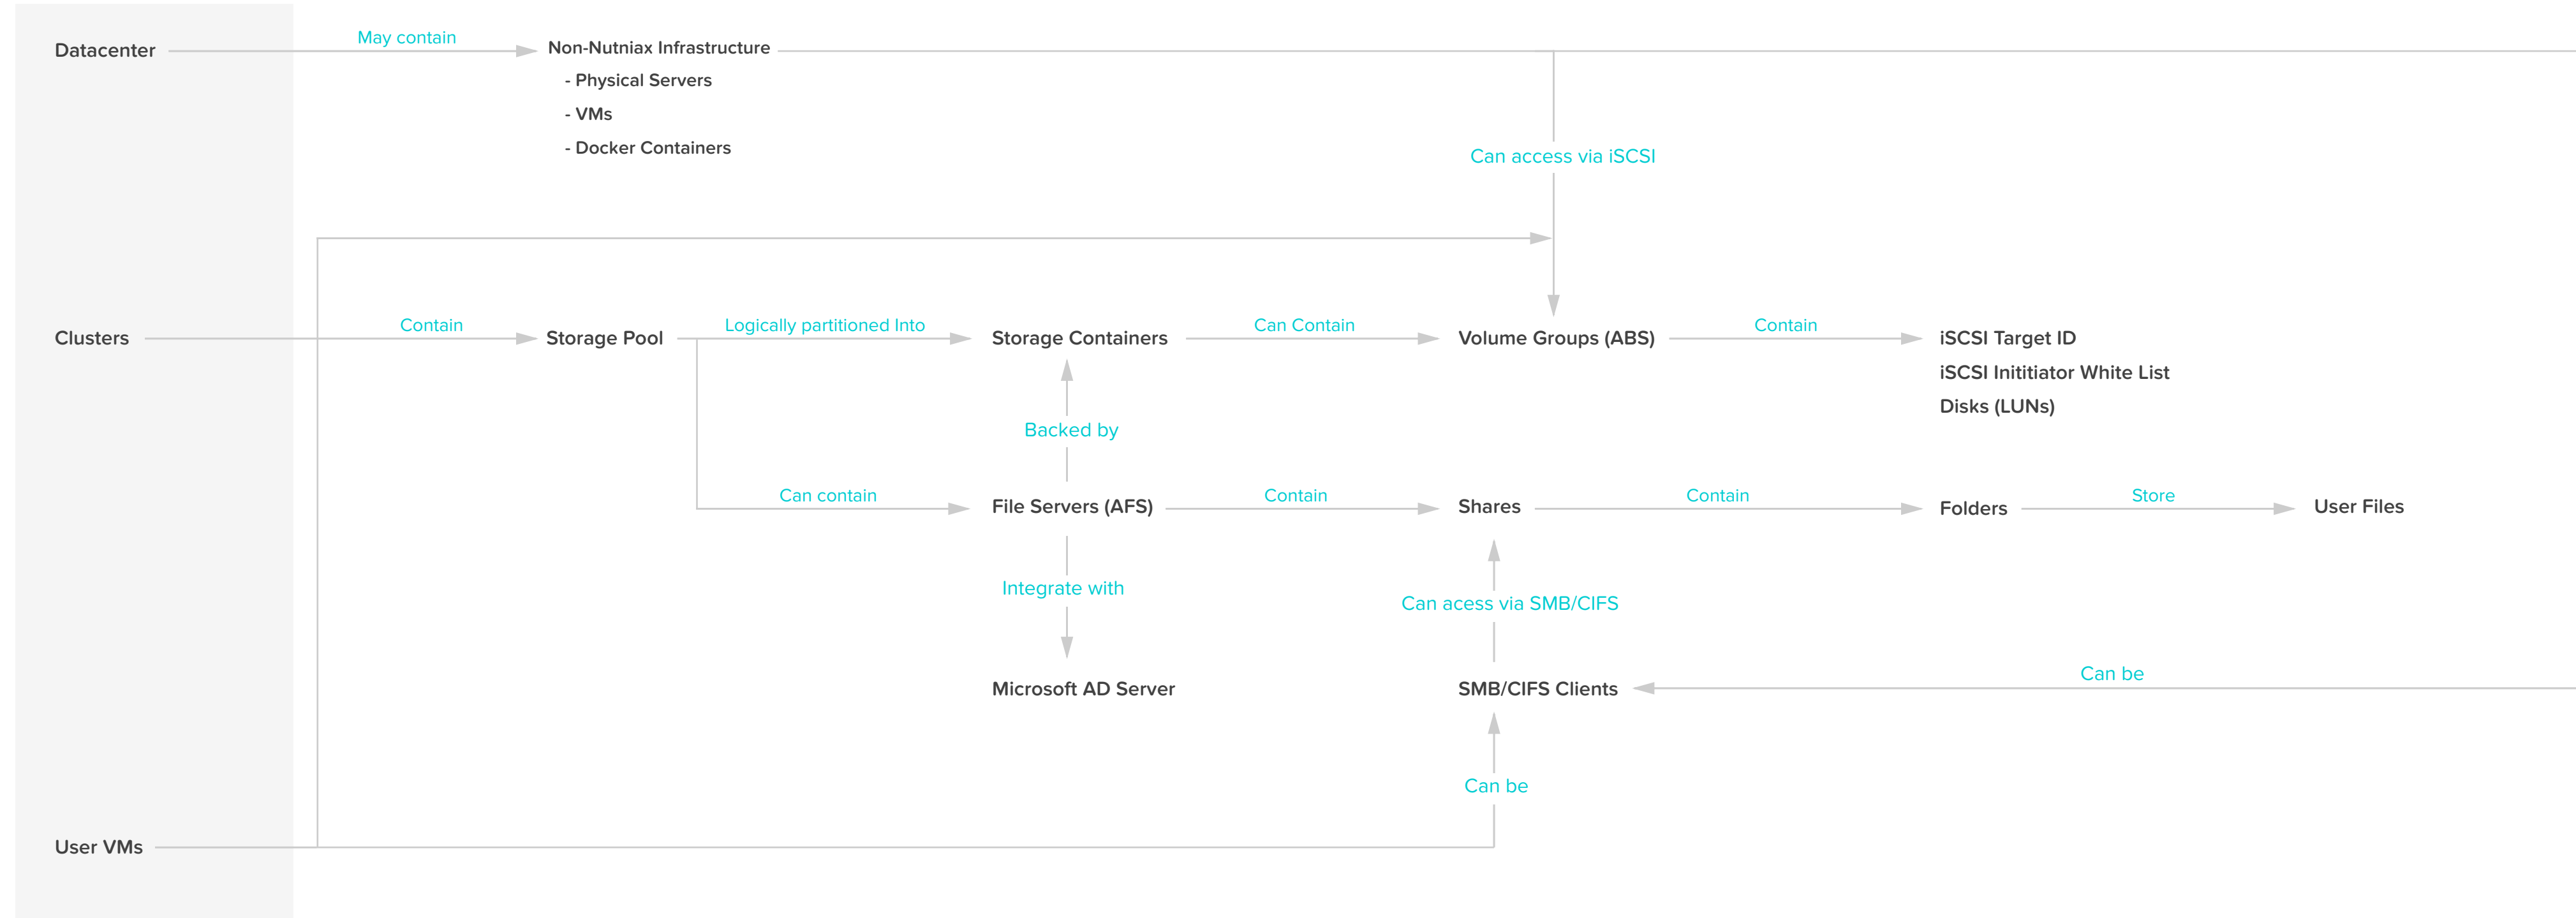 Datacenter
May contain
Non-Nutniax Infrastructure
- Physical Servers
- VMs
- Docker Containers
Can access via iSCSI
Clusters
Contain
Storage Pool
Logically partitioned Into
Storage Containers
Can Contain
Volume Groups (ABS)
Contain
iSCSI Target ID
iSCSI Inititiator White List
Disks (LUNs)
Backed by
Can contain
File Servers (AFS)
Contain
Shares
Contain
Folders
Store
User Files
Integrate with
Can acess via SMB/CIFS
Microsoft AD Server
SMB/CIFS Clients
Can be
Can be
User VMs